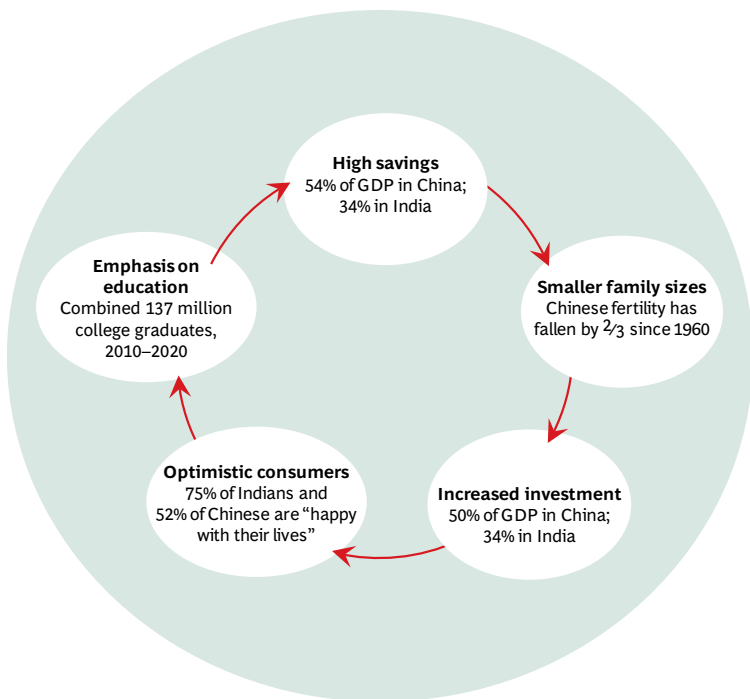 High savings
54% of GDP in China;
34% in India
Smaller family sizes
Chinese fertility has
fallen by 2/3 since 1960
Increased investment
50% of GDP in China;
34% in India
Optimistic consumers
75% of Indians and
52% of Chinese are “happy
with their lives”
Emphasis on
education
Combined 137 million
college graduates,
2010–2020